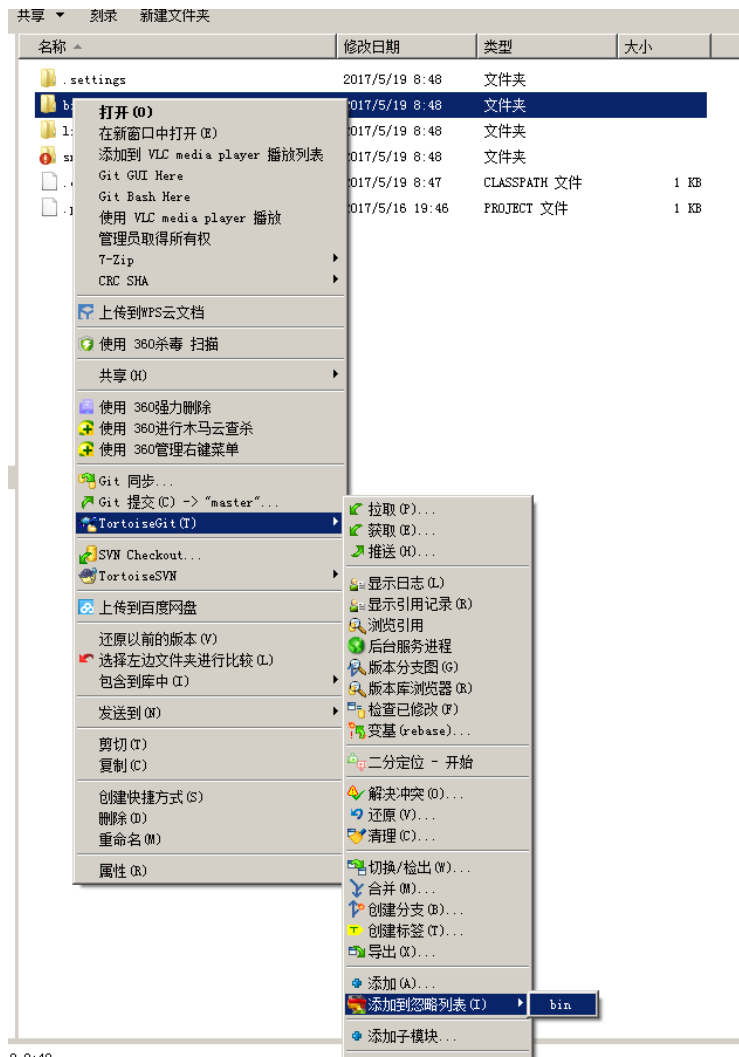 共享 刻录 新建文件夹
名称 修改日期 类型 大小
.settings 2017/5/19 8:48 文件夹
2017/5/19 8:48 文件夹
2017/5/19 8:48 文件夹
2017/5/19 8:48 文件夹
2017/5/19 8:47 CLASSPATH 文件 1 KB
2017/5/16 19:46 PROJECT 文件 1 KB
打开(O)
在新窗口中打开(E)
添加到 VLC media player 播放列表
Git GUI Here
Git Bash Here
使用 VLC media player 播放
管理员取得所有权
7-Zip
CRC SHA
上传到WPS云文档
使用 360杀毒 扫描
共享(H)
使用 360强力删除
使用 360进行木马云查杀
使用 360管理右键菜单
Git 同步...
Git 提交(C) -> "master"...
TortoiseGit(T)
SVN Checkout...
TortoiseSVN
上传到百度网盘
还原以前的版本(V)
选择左边文件夹进行比较(L)
包含到库中(I)
发送到(N)
剪切(T)
复制(C)
创建快捷方式(S)
删除(D)
重命名(M)
属性(R)
拉取(P)...
获取(E)...
推送(H)...
显示日志(L)
显示引用记录(R)
浏览引用
后台服务进程
版本分支图(G)
版本库浏览器(R)
检查已修改(F)
变基(rebase)...
二分定位 - 开始
解决冲突(O)...
还原(V)...
清理(C)...
切换/检出(W)...
合并(M)...
创建分支(B)...
创建标签(T)...
导出(X)...
添加(A)...
添加到忽略列表(I)
bin
添加子模块...